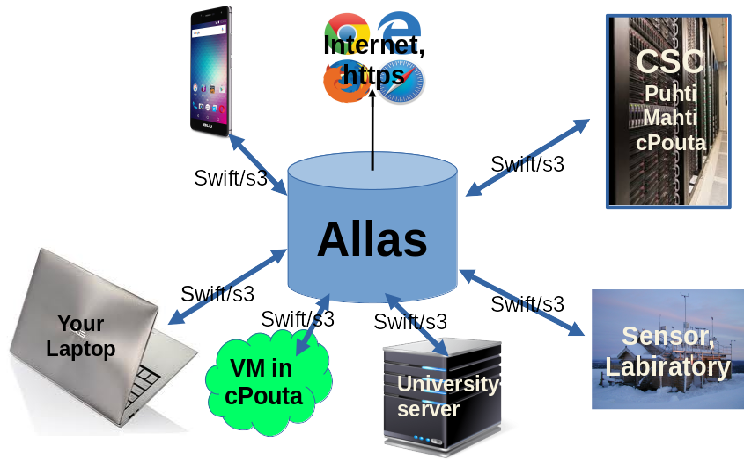 Internet,
https
CSC
Puhti
Mahti
cPouta
Swift/s3
Swift/s3
Allas
Swift/s3
Swift/s3
Swift/s3
Swift/s3
Your
Laptop
VM in
cPouta
University
server
Sensor,
Labiratory
BLU